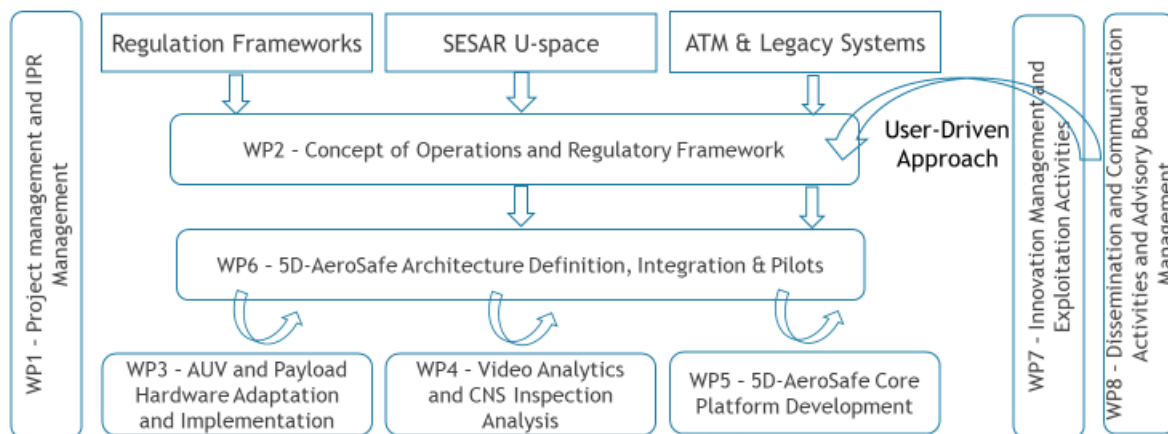 WP1 - Project management and IPR
Management
Regulation Frameworks
SESAR U-space
ATM & Legacy Systems
WP2 - Concept of Operations and Regulatory Framework
User-Driven
Approach
WP6 - 5D-AeroSafe Architecture Definition, Integration & Pilots
WP3 - AUV and Payload
Hardware Adaptation
and Implementation
WP4 - Video Analytics
and CNS Inspection
Analysis
WP5 - 5D-AeroSafe Core
Platform Development
WP7 - Innovation Management and
Exploitation Activities
WP8 - Dissemination and Communication
Activities and Advisory Board
Management